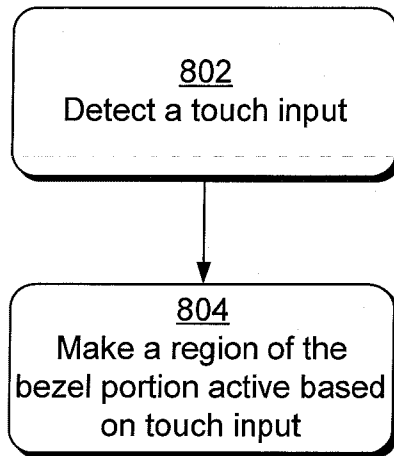 802
Detect a touch input
804
Make a region of the
bezel portion active based
on touch input